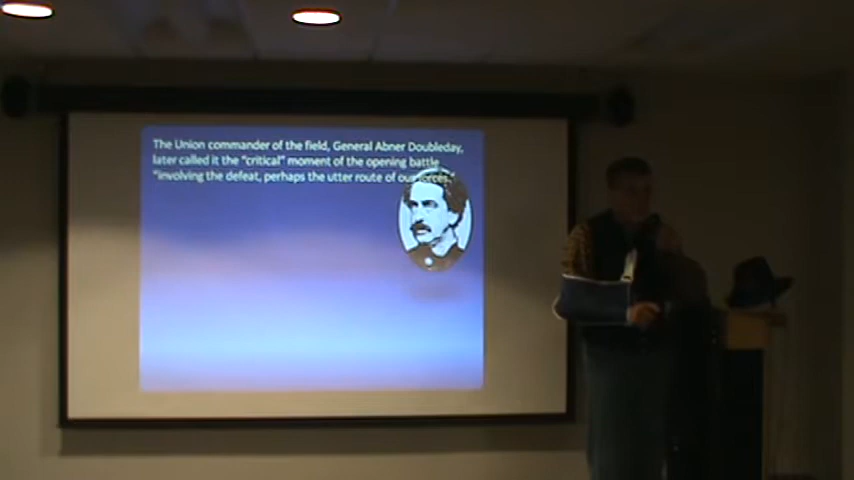 The Union commander of the field, General Abner Doubleday,
later called it the “critical” moment of the opening battle
“involving the defeat, perhaps the utter route of our forces.”